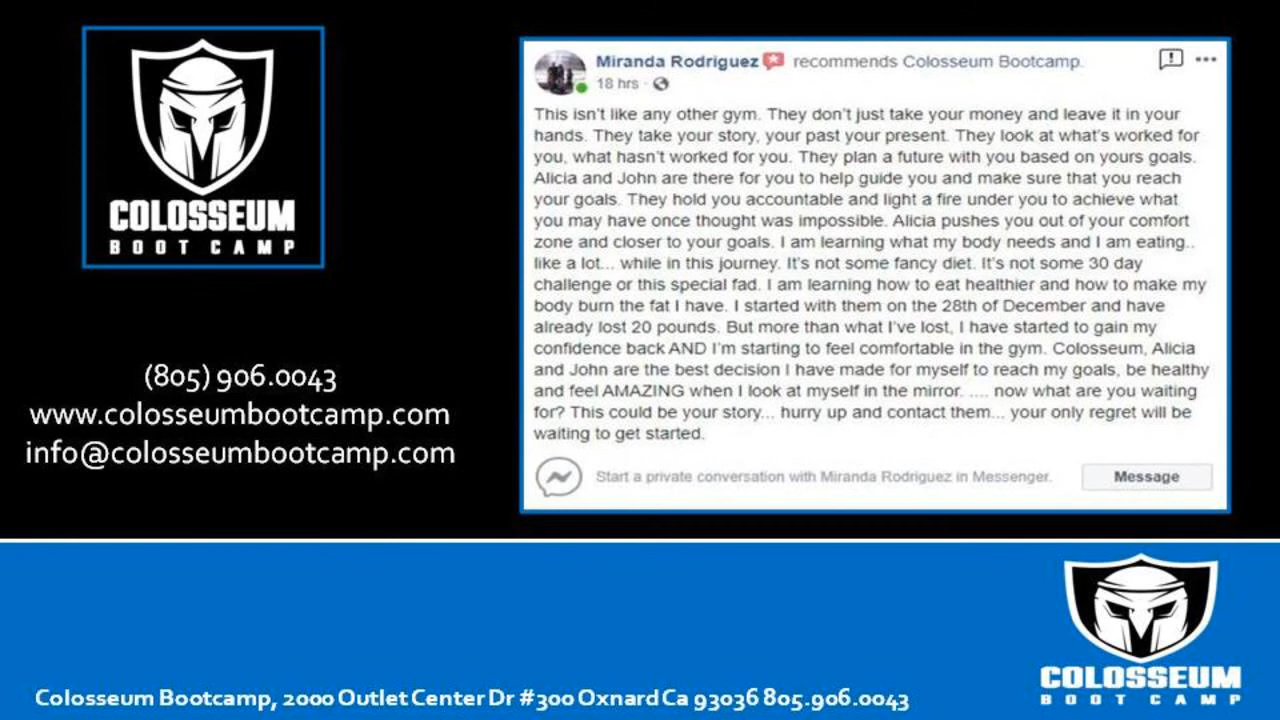 COLOSSEUM
BOOT CAMP
(805) 906.0043
www.colosseumbootcamp.com
info@colosseumbootcamp.com
Miranda Rodriguez recommends Colosseum Bootcamp.
18 hrs ·
This isn't like any other gym. They don't just take your money and leave it in your
hands. They take your story, your past your present. They look at what's worked for
you, what hasn't worked for you. They plan a future with you based on yours goals.
Alicia and John are there for you to help guide you and make sure that you reach
your goals. They hold you accountable and light a fire under you to achieve what
you may have once thought was impossible. Alicia pushes you out of your comfort
zone and closer to your goals. I am learning what my body needs and I am eating..
like a lot... while in this journey. It's not some fancy diet. It's not some 30 day
challenge or this special fad. I am learning how to eat healthier and how to make my
body burn the fat I have. I started with them on the 28th of December and have
already lost 20 pounds. But more than what I've lost, I have started to gain my
confidence back AND I'm starting to feel comfortable in the gym. Colosseum, Alicia
and John are the best decision I have made for myself to reach my goals, be healthy
and feel AMAZING when I look at myself in the mirror. .... now what are you waiting
for? This could be your story... hurry up and contact them... your only regret will be
waiting to get started.
Start a private conversation with Miranda Rodriguez in Messenger.
Message
Colosseum Bootcamp, 2000 Outlet Center Dr #300 Oxnard Ca 93036 805.906.0043
COLOSSEUM
BOOT CAMP